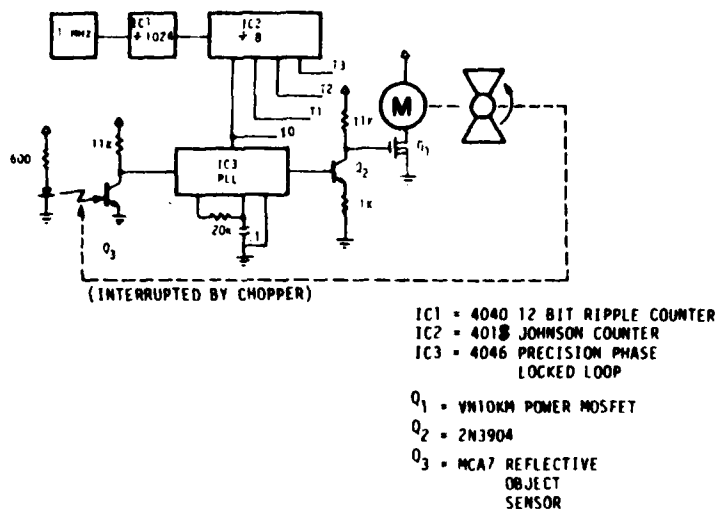 1 MHz
IC1
÷ 1024
IC2
÷ 8
T3
T2
T1
T0
M
600
11K
IC3
PLL
20K
.1
11K
Q2
1K
Q1
Q3
(INTERRUPTED BY CHOPPER)
IC1 = 4040 12 BIT RIPPLE COUNTER
IC2 = 4018 JOHNSON COUNTER
IC3 = 4046 PRECISION PHASE
LOCKED LOOP
Q1 = VN10KM POWER MOSFET
Q2 = 2N3904
Q3 = MCA7 REFLECTIVE
OBJECT
SENSOR